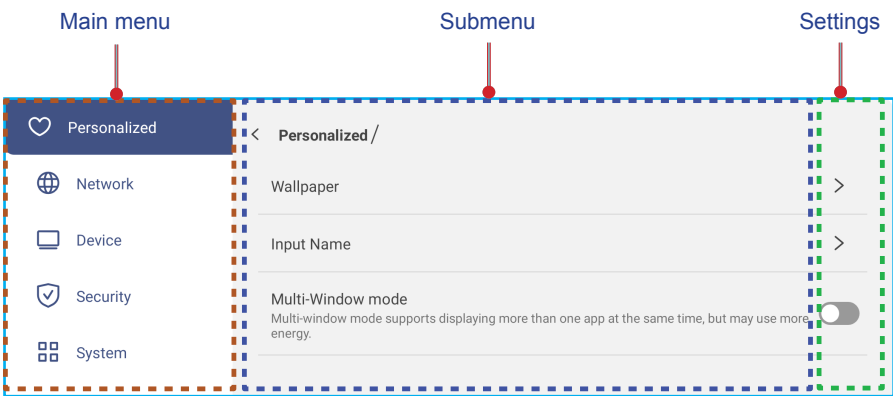 Main menu
Submenu
Settings
Personalized
Personalized /
Network
Wallpaper
Device
Input Name
Security
Multi-Window mode
Multi-window mode supports displaying more than one app at the same time, but may use more
energy.
System